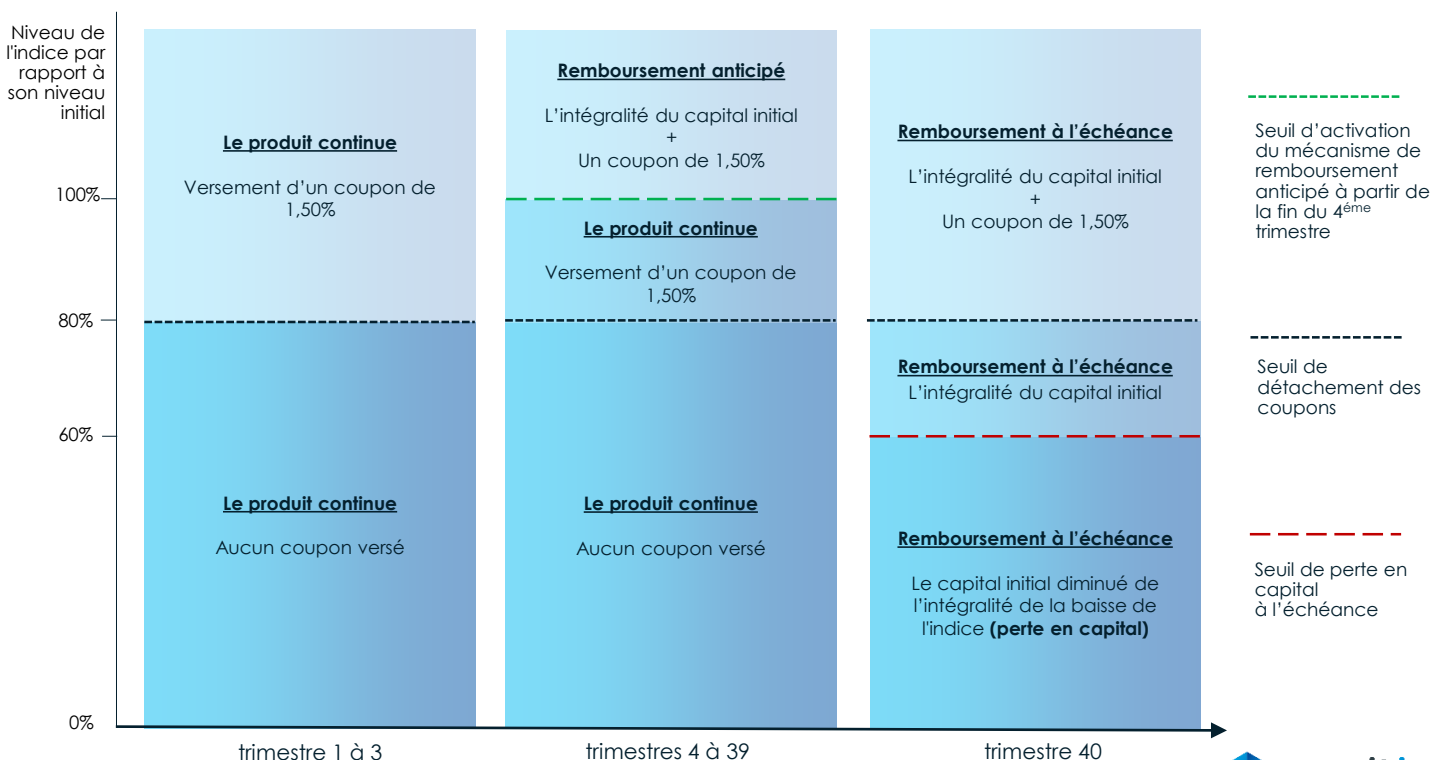 Niveau de
l'indice par
rapport à
son niveau
initial
100%
80%
60%
0%
Le produit continue
Versement d'un coupon de
1,50%
Le produit continue
Aucun coupon versé
trimestre 1 à 3
Remboursement anticipé
L'intégralité du capital initial
+
Un coupon de 1,50%
Le produit continue
Versement d'un coupon de
1,50%
Le produit continue
Aucun coupon versé
trimestres 4 à 39
Remboursement à l'échéance
L'intégralité du capital initial
+
Un coupon de 1,50%
Remboursement à l'échéance
L'intégralité du capital initial
Remboursement à l'échéance
Le capital initial diminué de
l'intégralité de la baisse de
l'indice (perte en capital)
trimestre 40
Seuil d'activation
du mécanisme de
remboursement
anticipé à partir de
la fin du 4éme
trimestre
Seuil de
détachement des
coupons
Seuil de perte en
capital
à l'échéance